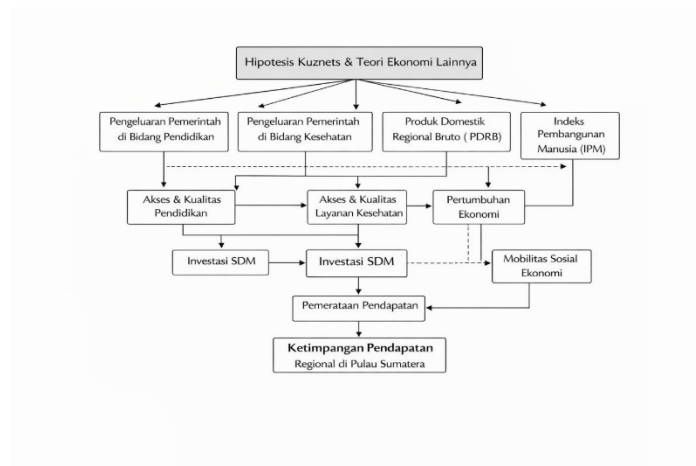 Hipotesis Kuznets & Teori Ekonomi Lainnya
Pengeluaran Pemerintah
di Bidang Pendidikan
Pengeluaran Pemerintah
di Bidang Kesehatan
Produk Domestik
Regional Bruto ( PDRB)
Indeks
Pembangunan
Manusia (IPM)
Akses & Kualitas
Pendidikan
Akses & Kualitas
Layanan Kesehatan
Pertumbuhan
Ekonomi
Investasi SDM
Investasi SDM
Mobilitas Sosial
Ekonomi
Pemerataan Pendapatan
Ketimpangan Pendapatan
Regional di Pulau Sumatera